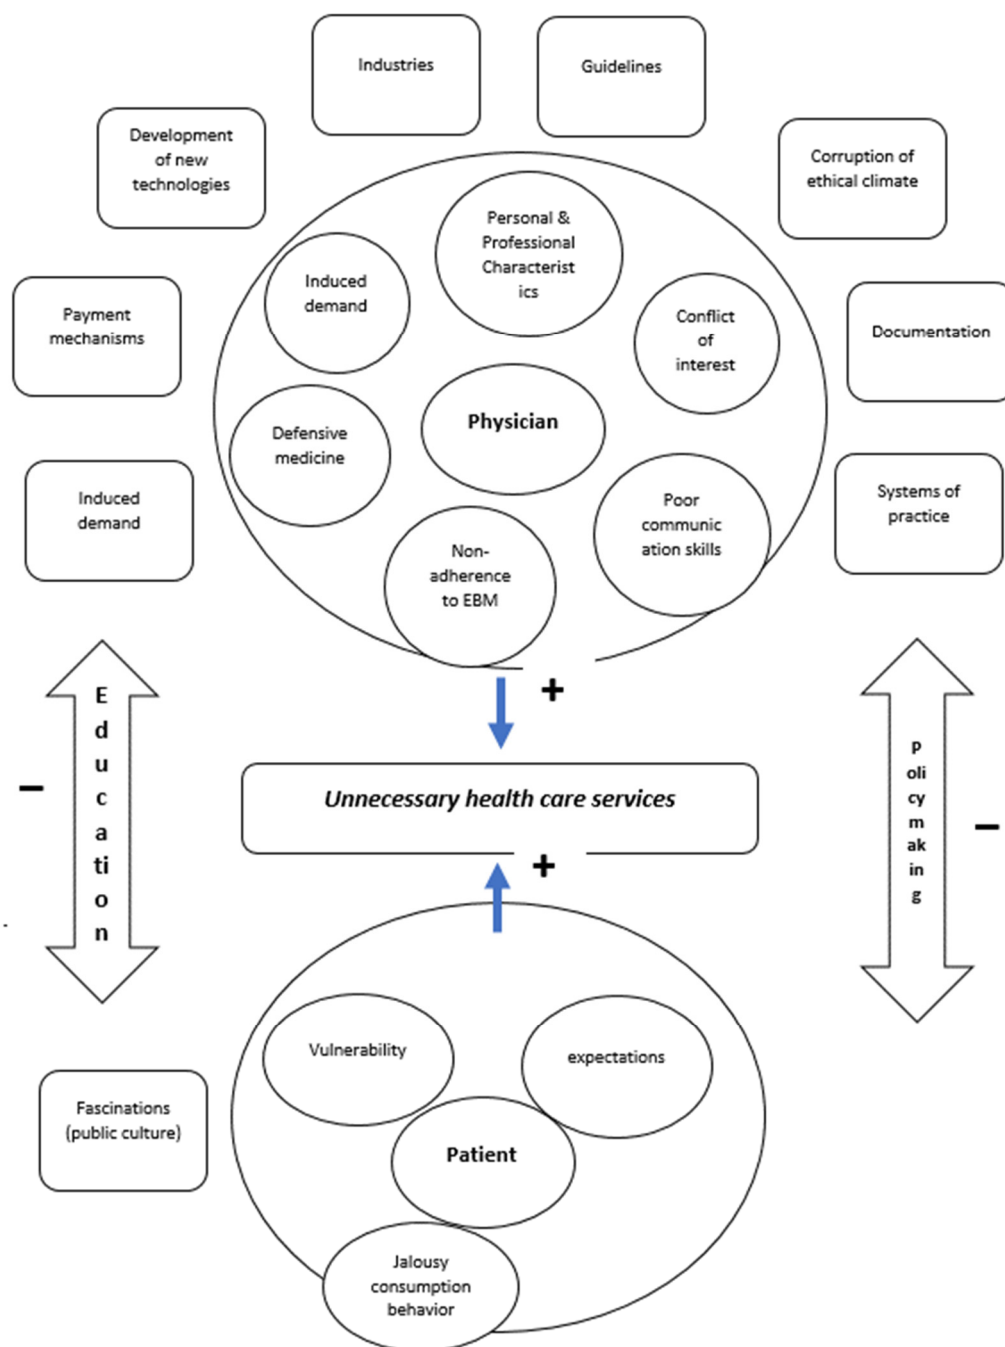 Industries
Guidelines
Development
of new
technologies
Corruption of
ethical climate
Personal &
Professional
Characterist
ics
Induced
demand
Payment
mechanisms
Conflict
of
interest
Documentation
Physician
Defensive
medicine
Induced
demand
Poor
communic
ation skills
Systems of
practice
Non-
adherence
to EBM
+
E
d
u
c
a
ti
o
n
–
P
oli
cy
m
ak
in
g
–
Unnecessary health care services
+
Vulnerability
expectations
Fascinations
(public culture)
Patient
Jalousy
consumption
behavior